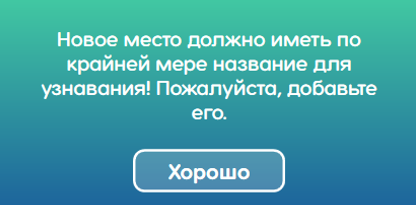 Новое место должно иметь по
крайней мере название для
узнавания! Пожалуйста, добавьте
его.
Хорошо